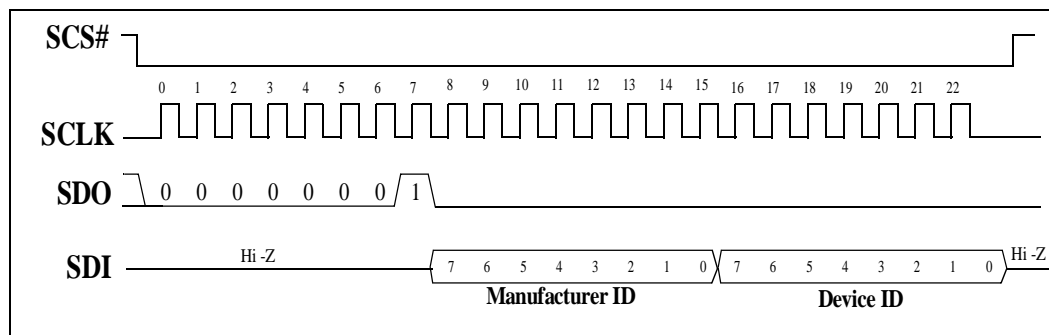 SCS#
0 1 2 3 4 5 6 7 8 9 10 11 12 13 14 15 16 17 18 19 20 21 22
SCLK
SDO 0 0 0 0 0 0 0 1
SDI Hi -Z 7 6 5 4 3 2 1 0 7 6 5 4 3 2 1 0 Hi -Z
Manufacturer ID Device ID